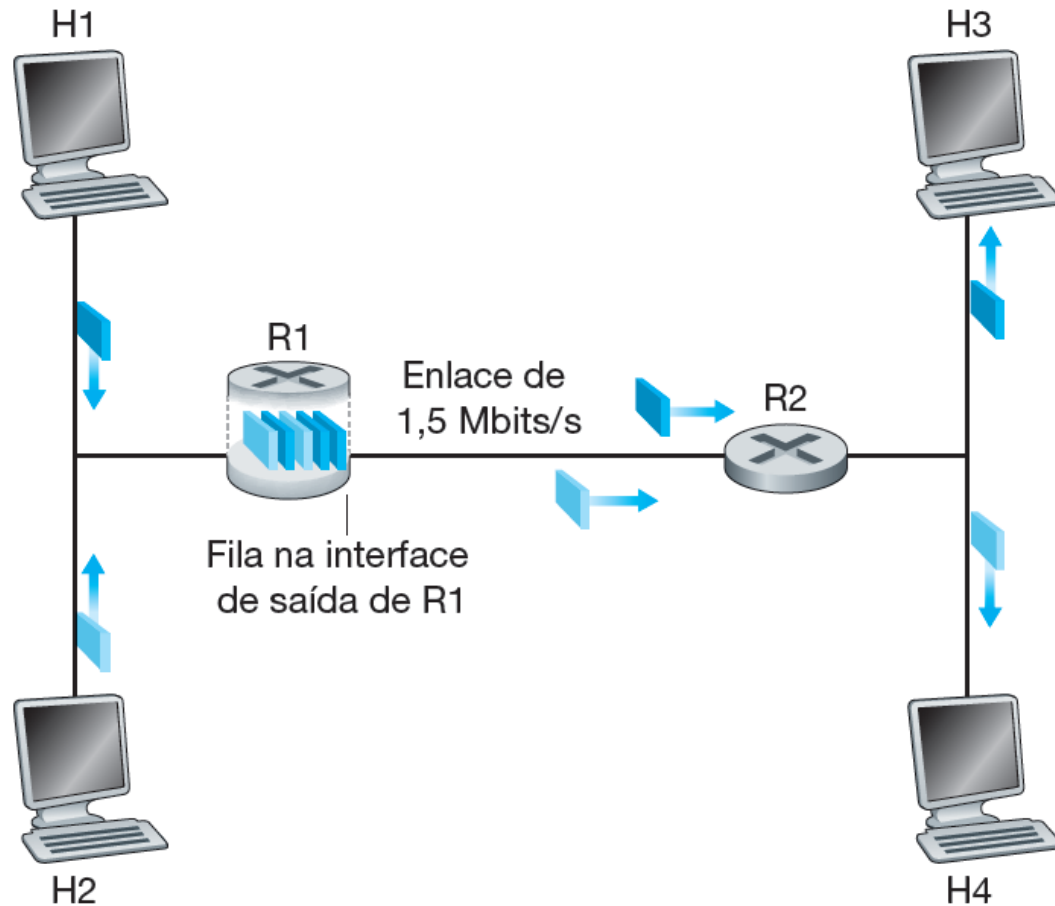 H1
H3
R1
Enlace de
1,5 Mbits/s
R2
Fila na interface
de saída de R1
H2
H4